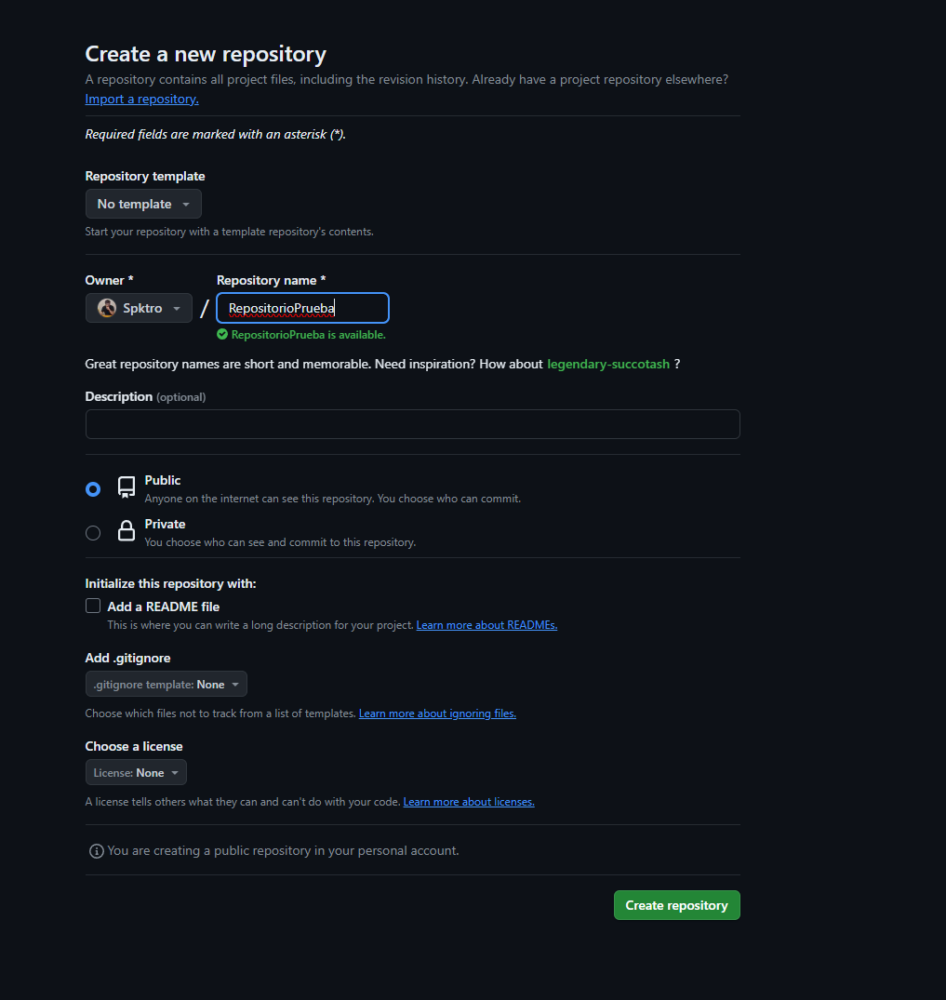 Create a new repository
A repository contains all project files, including the revision history. Already have a project repository elsewhere?
Import a repository.
Required fields are marked with an asterisk (*).
Repository template
No template
Start your repository with a template repository's contents.
Owner * Repository name *
Spktro / RepositorioPrueba
RepositorioPrueba is available.
Great repository names are short and memorable. Need inspiration? How about legendary-succotash ?
Description (optional)
Public
Anyone on the internet can see this repository. You choose who can commit.
Private
You choose who can see and commit to this repository.
Initialize this repository with:
Add a README file
This is where you can write a long description for your project. Learn more about READMEs.
Add .gitignore
.gitignore template: None
Choose which files not to track from a list of templates. Learn more about ignoring files.
Choose a license
License: None
A license tells others what they can and can't do with your code. Learn more about licenses.
You are creating a public repository in your personal account.
Create repository